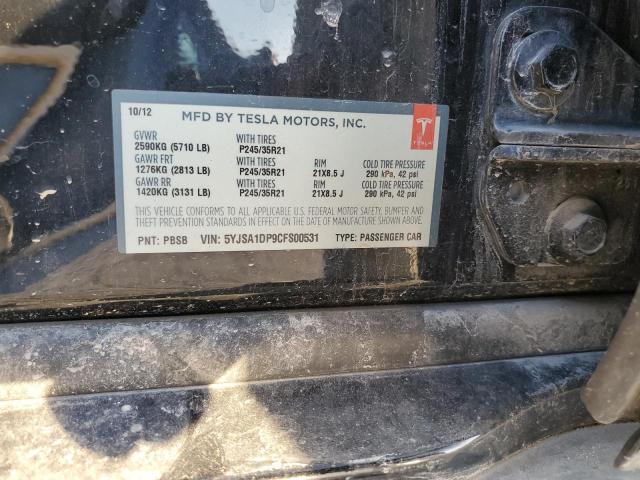 10/12
MFD BY TESLA MOTORS, INC.
TESLA
GVWR WITH TIRES
2590KG (5710 LB) P245/35R21
GAWR FRT WITH TIRES RIM COLD TIRE PRESSURE
1276KG (2813 LB) P245/35R21 21X8.5 J 290 kPa, 42 psi
GAWR RR WITH TIRES RIM COLD TIRE PRESSURE
1420KG (3131 LB) P245/35R21 21X8.5 J 290 kPa, 42 psi
THIS VEHICLE CONFORMS TO ALL APPLICABLE U.S. FEDERAL MOTOR SAFETY, BUMPER AND
THEFT PREVENTION STANDARDS IN EFFECT ON THE DATE OF MANUFACTURE SHOWN ABOVE.
PNT: PBSB VIN: 5YJSA1DP9CFS00531 TYPE: PASSENGER CAR